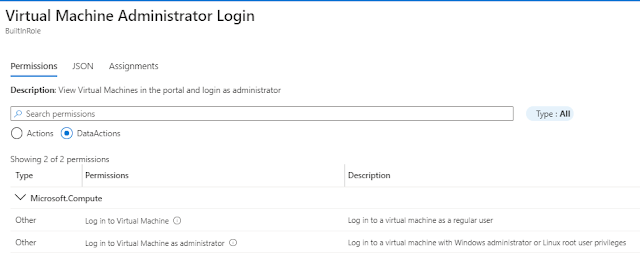 Virtual Machine Administrator Login
BuiltInRole
Permissions JSON Assignments
Description: View Virtual Machines in the portal and login as administrator
Search permissions
Type : All
Actions DataActions
Showing 2 of 2 permissions
Type Permissions Description
Microsoft.Compute
Other Log in to Virtual Machine Log in to a virtual machine as a regular user
Other Log in to Virtual Machine as administrator Log in to a virtual machine with Windows administrator or Linux root user privileges